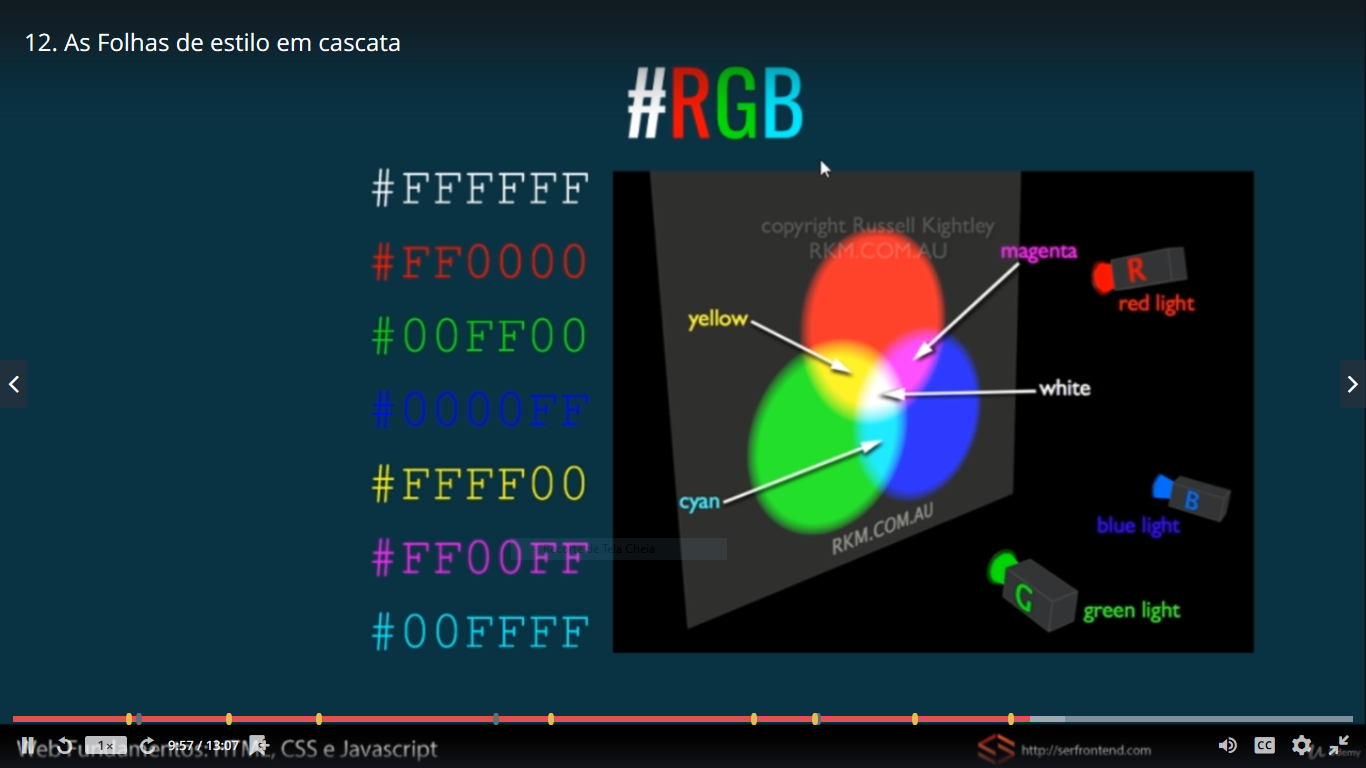 12. As Folhas de estilo em cascata
#RGB
#FFFFFF
#FF0000
#00FF00
#0000FF
#FFFF00
#FF00FF
#00FFFF
copyright Russell Kightley
RKM.COM.AU
magenta
R
red light
yellow
white
cyan
RKM.COM.AU
B
blue light
G
green light
de Tela Cheia
1x
9:57 / 13:07
Web Fundamentos: HTML, CSS e Javascript
http://serfrontend.com
CC